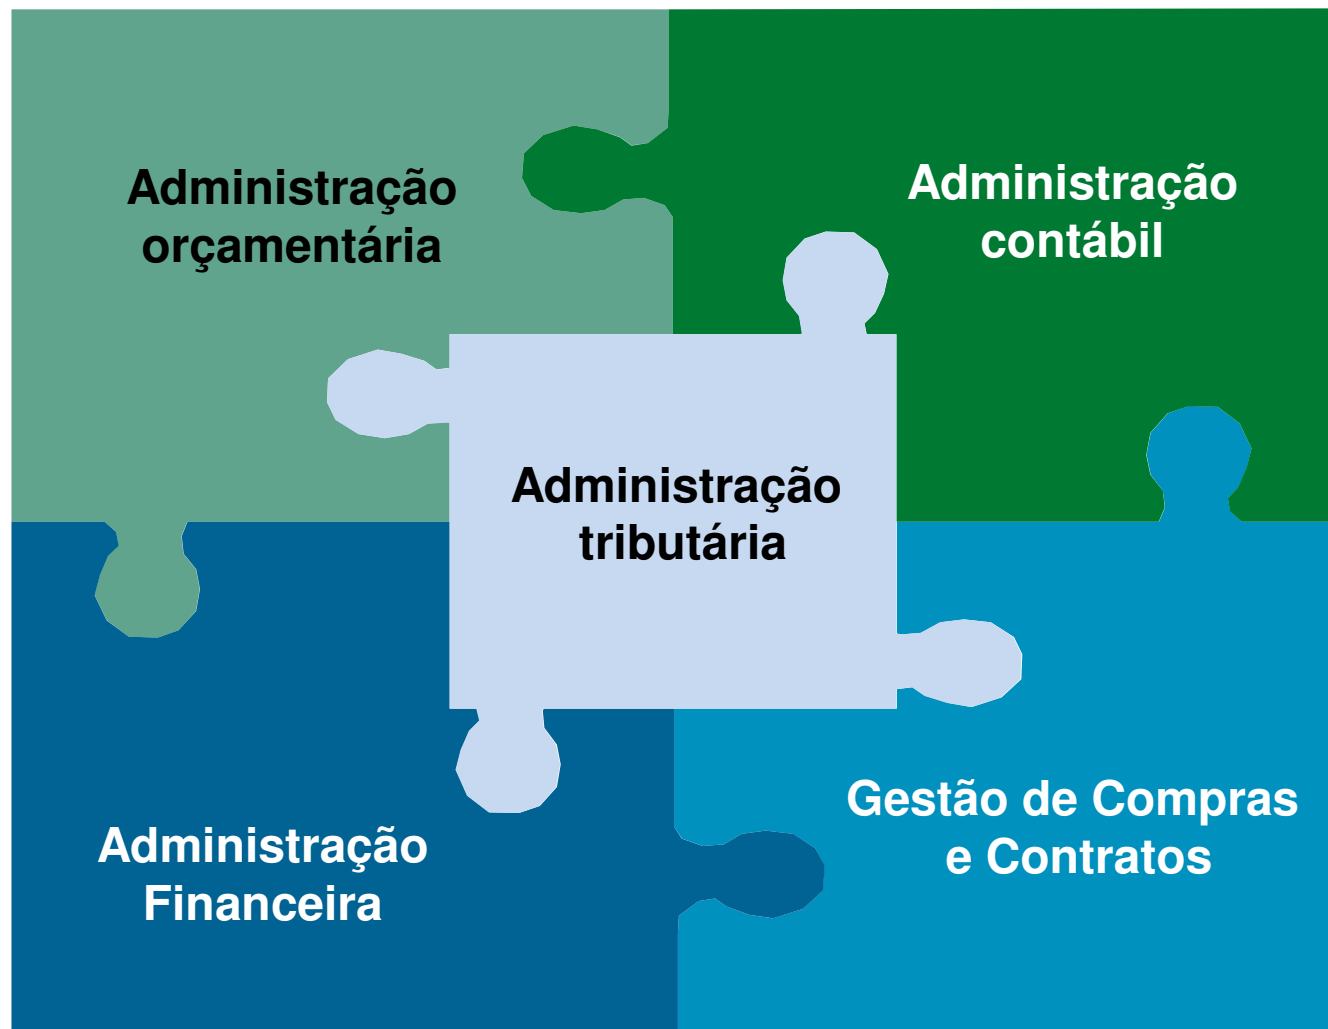 Administração
orçamentária
Administração
contábil
Administração
tributária
Administração
Financeira
Gestão de Compras
e Contratos